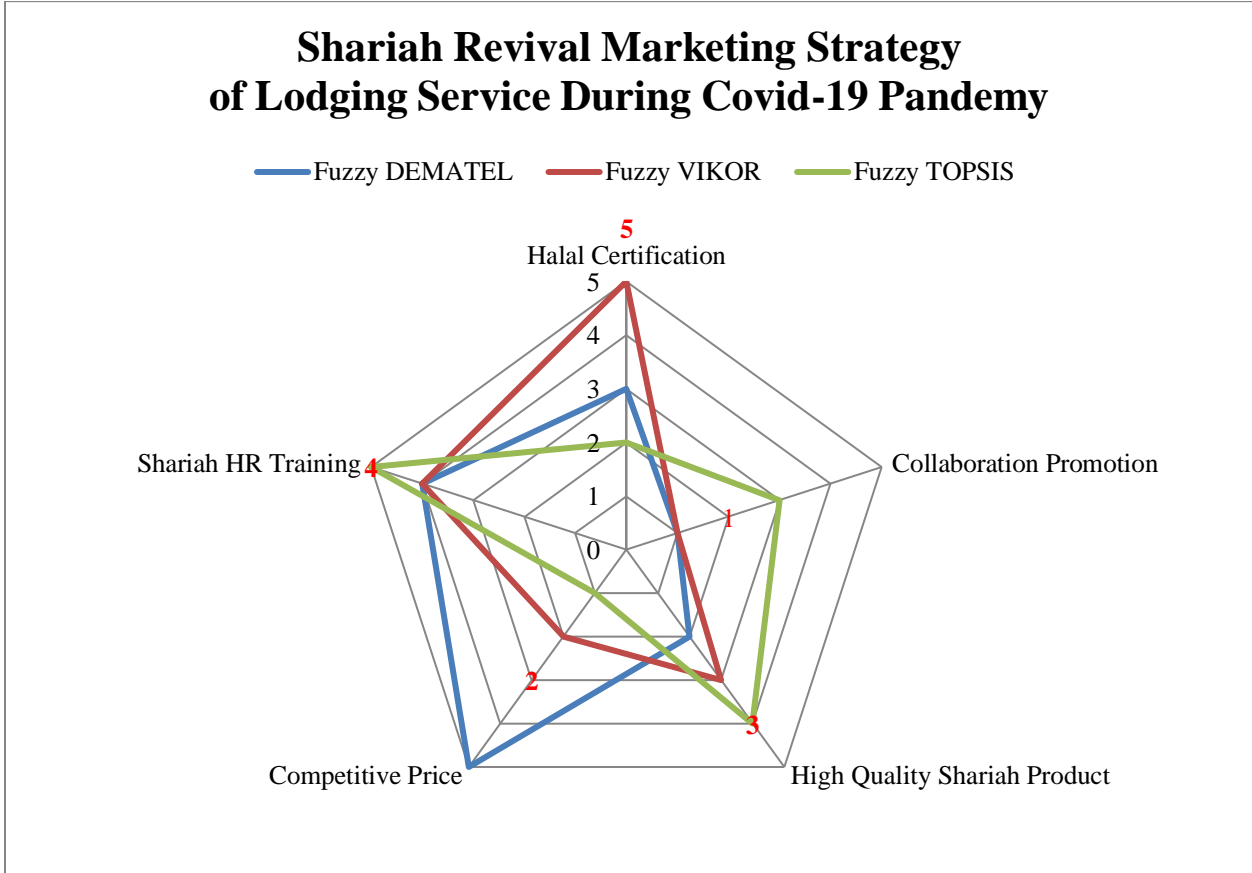 Shariah Revival Marketing Strategy
of Lodging Service During Covid-19 Pandemy
Fuzzy DEMATEL Fuzzy VIKOR Fuzzy TOPSIS
5
Halal Certification
5
4
3
2
1
0
Collaboration Promotion
1
High Quality Shariah Product
3
Competitive Price
2
Shariah HR Training
4